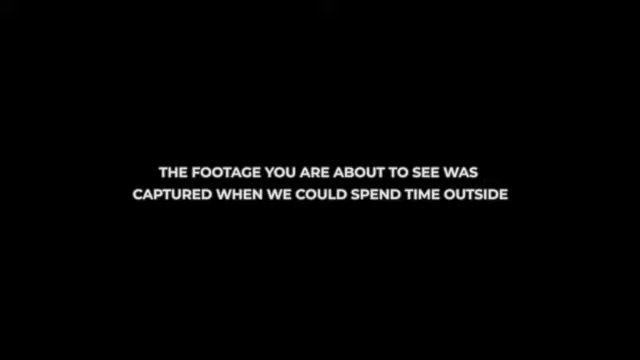 THE FOOTAGE YOU ARE ABOUT TO SEE WAS
CAPTURED WHEN WE COULD SPEND TIME OUTSIDE